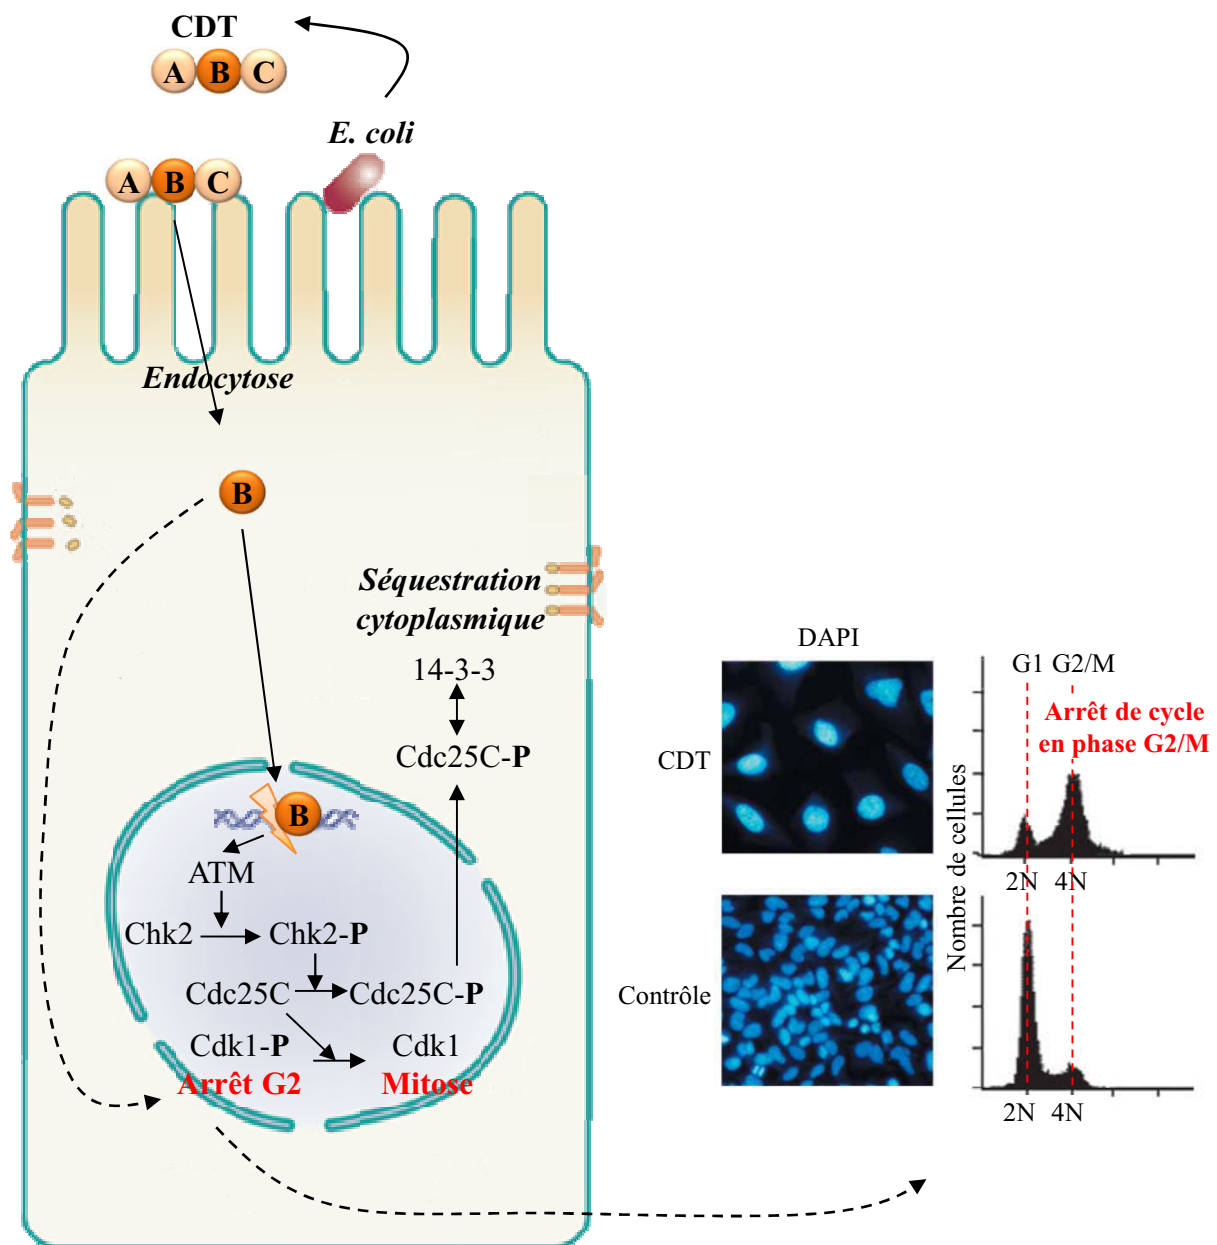 CDT
A B C
E. coli
A B C
Endocytose
B
Séquestration
cytoplasmique
14-3-3
Cdc25C-P
B
ATM
Chk2
Chk2-P
Cdc25C
Cdc25C-P
Cdk1-P
Cdk1
Arrêt G2
Mitose
DAPI
CDT
Contrôle
Nombre de cellules
G1 G2/M
Arrêt de cycle
en phase G2/M
2N 4N
2N 4N